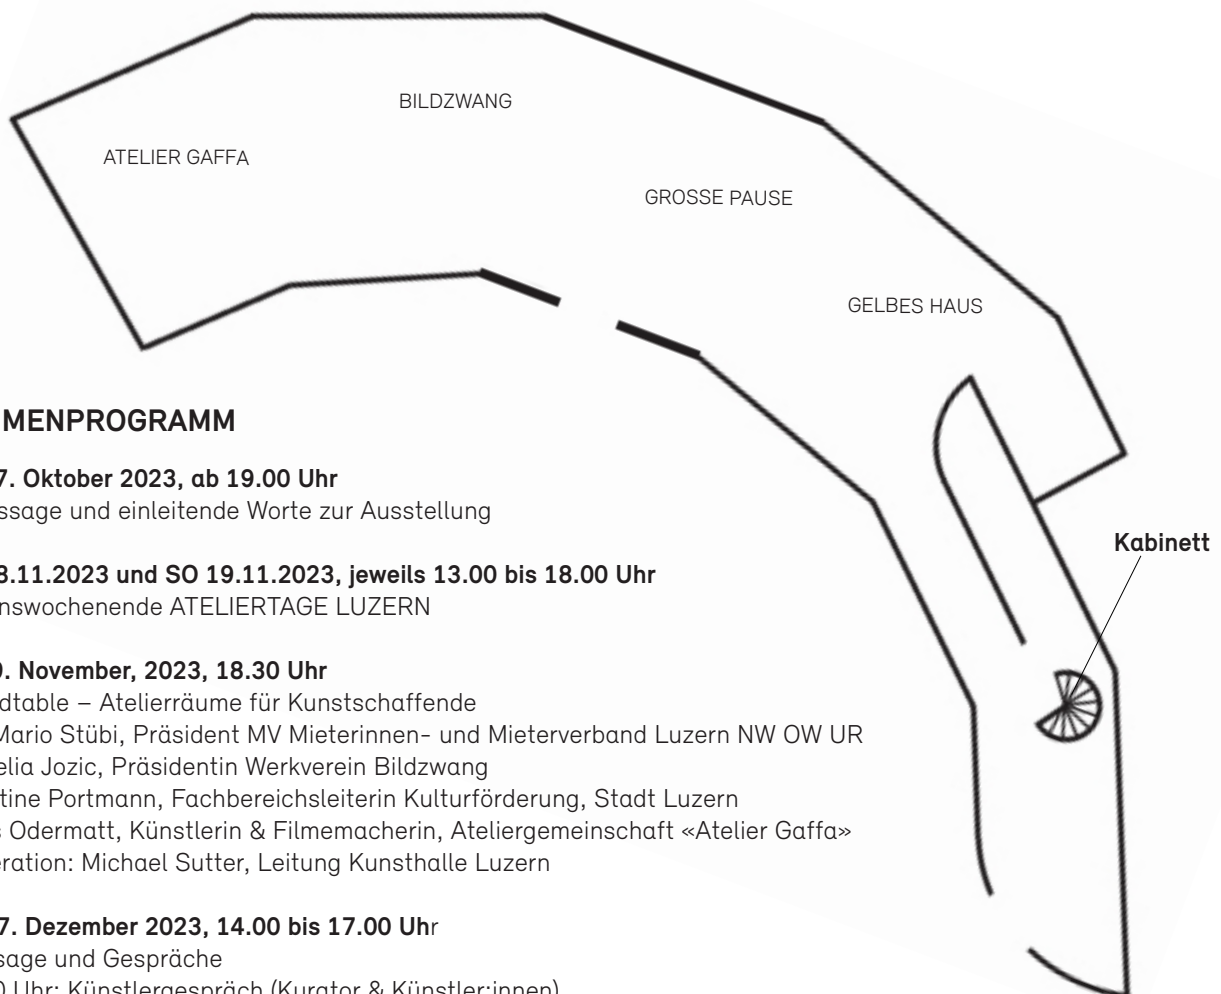 BILDZWANG
ATELIER GAFFA
GROSSE PAUSE
GELBES HAUS
Kabinett
MENPROGRAMM
7. Oktober 2023, ab 19.00 Uhr
ssage und einleitende Worte zur Ausstellung
8.11.2023 und SO 19.11.2023, jeweils 13.00 bis 18.00 Uhr
nswochenende ATELIERTAGE LUZERN
. November, 2023, 18.30 Uhr
dtable – Atelierräume für Kunstschaffende
Mario Stübi, Präsident MV Mieterinnen- und Mieterverband Luzern NW OW UR
elia Jozic, Präsidentin Werkverein Bildzwang
tine Portmann, Fachbereichsleiterin Kulturförderung, Stadt Luzern
Odermatt, Künstlerin & Filmemacherin, Ateliergemeinschaft «Atelier Gaffa»
eration: Michael Sutter, Leitung Kunsthalle Luzern
7. Dezember 2023, 14.00 bis 17.00 Uhr
sage und Gespräche
Uhr: Künstlergespräch (Kurator & Künstler:innen)